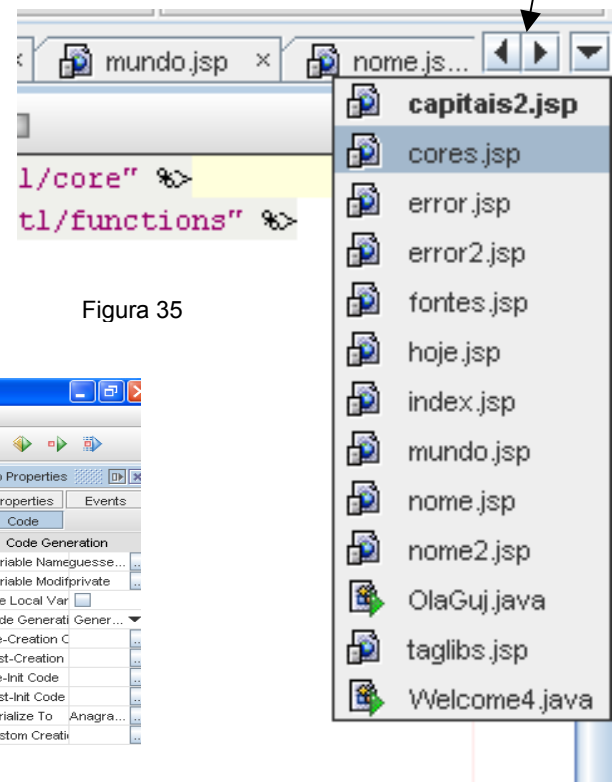 mundo.jsp × nome.js...
l/core" %>
tl/functions" %>
Figura 35
capitais2.jsp
cores.jsp
error.jsp
error2.jsp
fontes.jsp
hoje.jsp
index.jsp
mundo.jsp
nome.jsp
nome2.jsp
OlaGuj.java
taglibs.jsp
Welcome4.java
Properties
roperties Events
Code
Code Generation
riable Name guesse... ...
riable Modif private ...
e Local Var
de Generati Gener...
e-Creation C ...
st-Creation ...
e-Init Code ...
st-Init Code ...
rialize To Anagra... ...
stom Creati ...